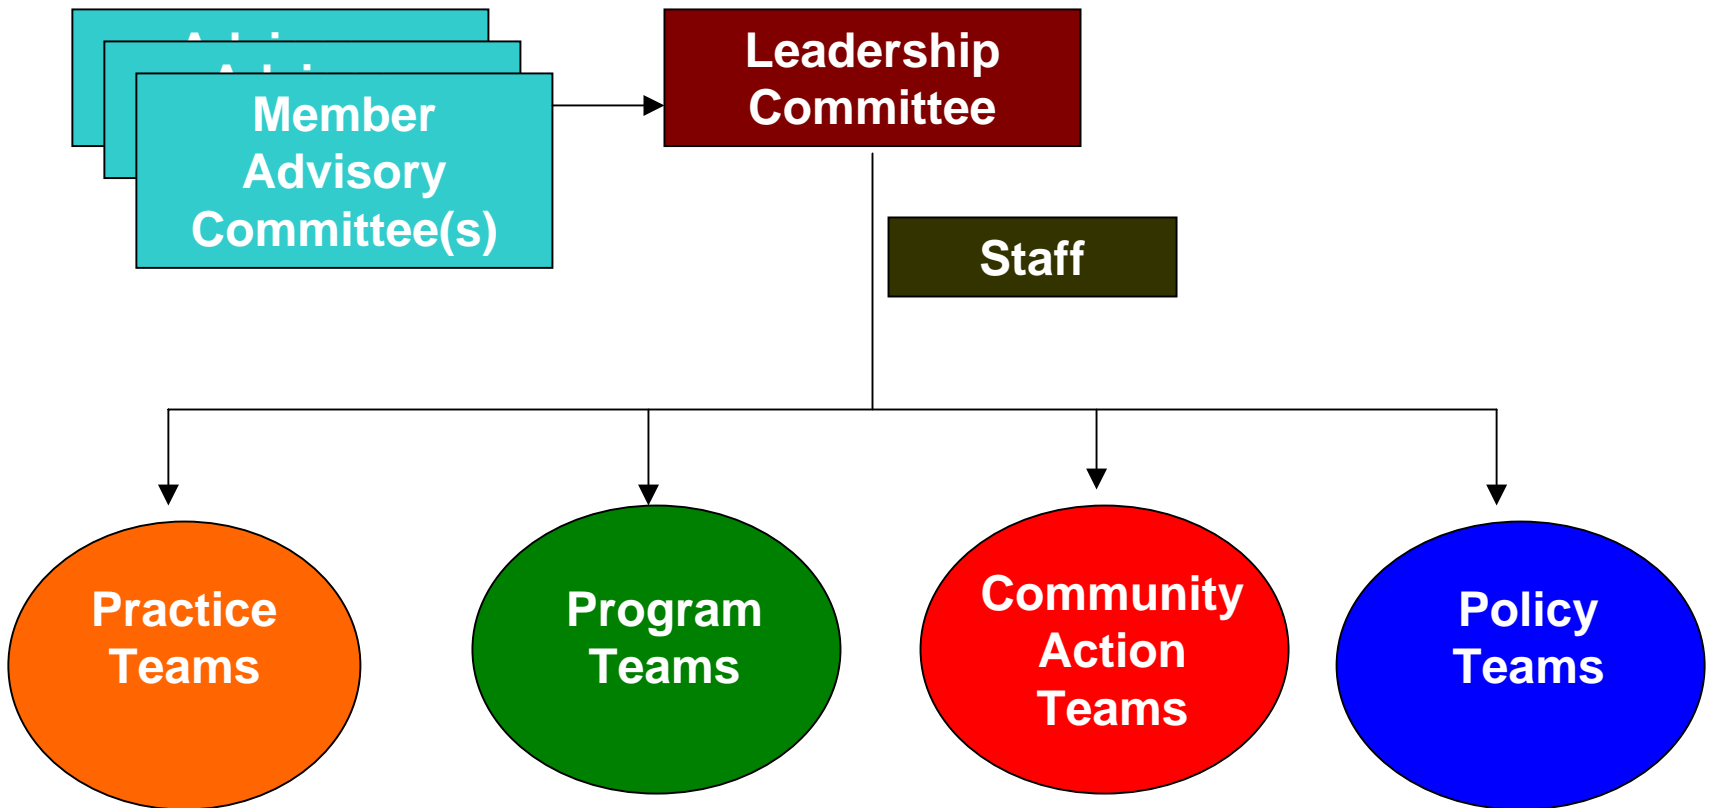 Member
Advisory
Committee(s)
Leadership
Committee
Staff
Practice
Teams
Program
Teams
Community
Action
Teams
Policy
Teams